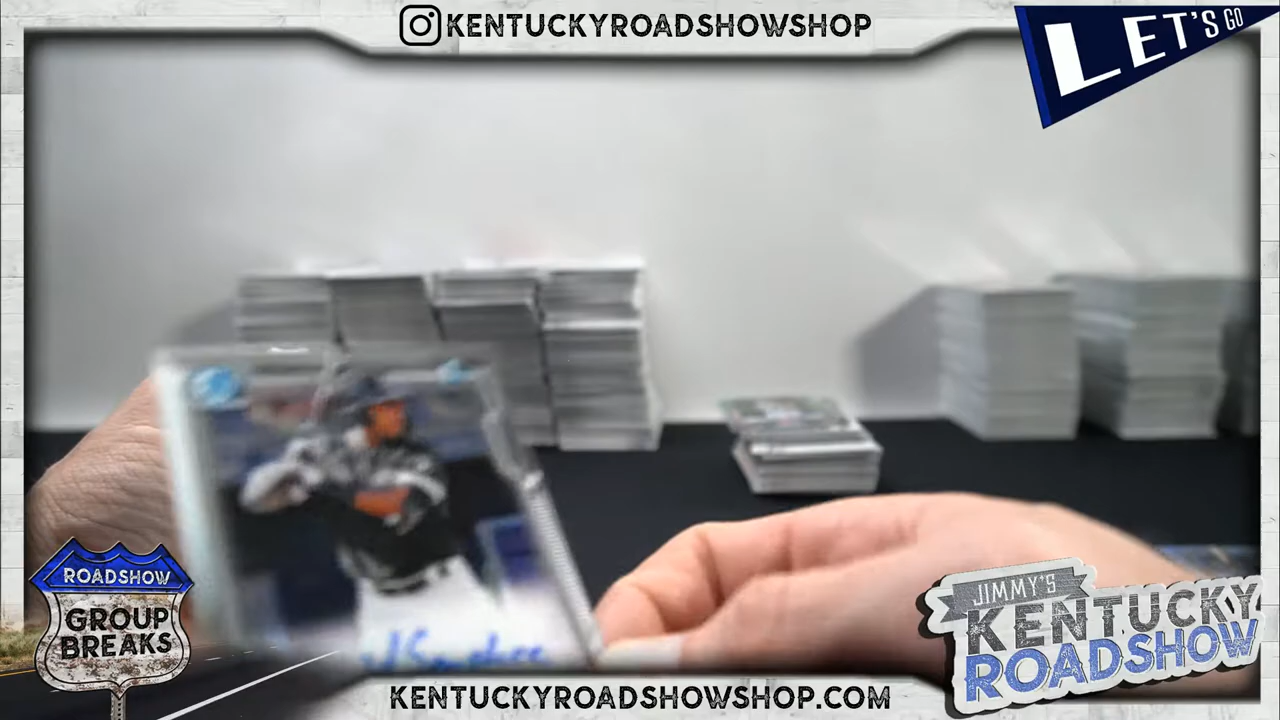 KENTUCKYROADSHOWSHOP
LET'S GO
ROADSHOW
GROUP
BREAKS
JIMMY'S
KENTUCKY
ROADSHOW
KENTUCKYROADSHOWSHOP.COM